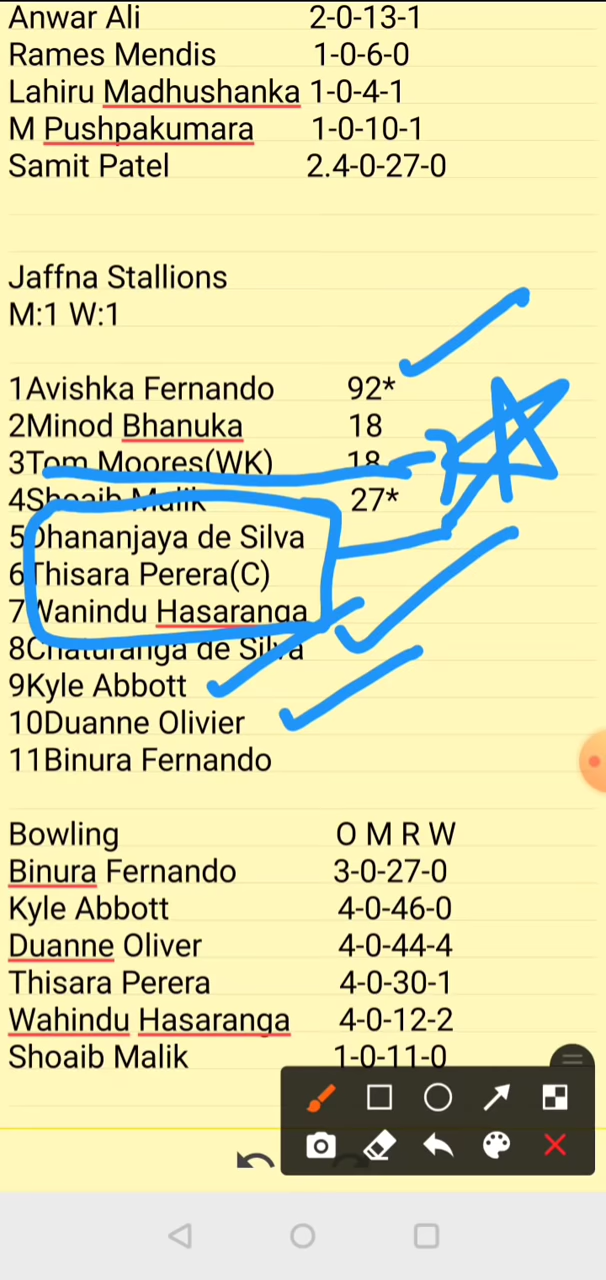 Anwar Ali 2-0-13-1
Rames Mendis 1-0-6-0
Lahiru Madhushanka 1-0-4-1
M Pushpakumara 1-0-10-1
Samit Patel 2.4-0-27-0
Jaffna Stallions
M:1 W:1
1Avishka Fernando 92*
2Minod Bhanuka 18
3Tom Moores(WK) 18
4Shoaib Malik 27*
5Dhananjaya de Silva
6Thisara Perera(C)
7Wanindu Hasaranga
8Chaturanga de Silva
9Kyle Abbott
10Duanne Olivier
11Binura Fernando
Bowling O M R W
Binura Fernando 3-0-27-0
Kyle Abbott 4-0-46-0
Duanne Oliver 4-0-44-4
Thisara Perera 4-0-30-1
Wahindu Hasaranga 4-0-12-2
Shoaib Malik 1-0-11-0